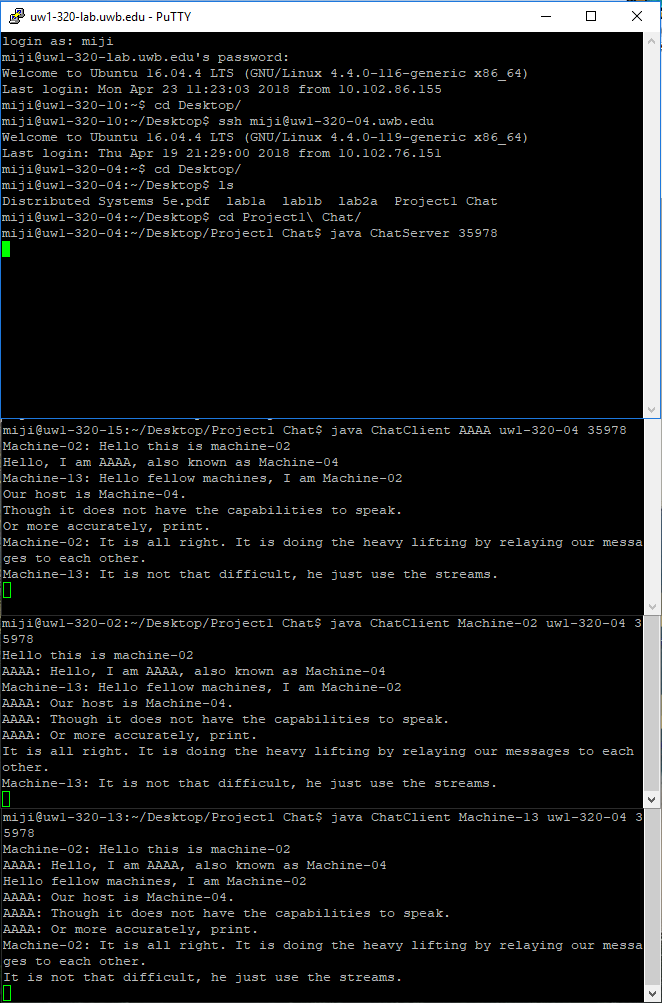 uw1-320-lab.uwb.edu - PuTTY
login as: miji
miji@uw1-320-lab.uwb.edu's password:
Welcome to Ubuntu 16.04.4 LTS (GNU/Linux 4.4.0-116-generic x86_64)
Last login: Mon Apr 23 11:23:03 2018 from 10.102.86.155
miji@uw1-320-10:~$ cd Desktop/
miji@uw1-320-10:~/Desktop$ ssh miji@uw1-320-04.uwb.edu
Welcome to Ubuntu 16.04.4 LTS (GNU/Linux 4.4.0-119-generic x86_64)
Last login: Thu Apr 19 21:29:00 2018 from 10.102.76.151
miji@uw1-320-04:~$ cd Desktop/
miji@uw1-320-04:~/Desktop$ ls
Distributed Systems 5e.pdf  lab1a  lab1b  lab2a  Project1 Chat
miji@uw1-320-04:~/Desktop$ cd Project1\ Chat/
miji@uw1-320-04:~/Desktop/Project1 Chat$ java ChatServer 35978
miji@uw1-320-15:~/Desktop/Project1 Chat$ java ChatClient AAAA uw1-320-04 35978
Machine-02: Hello this is machine-02
Hello, I am AAAA, also known as Machine-04
Machine-13: Hello fellow machines, I am Machine-02
Our host is Machine-04.
Though it does not have the capabilities to speak.
Or more accurately, print.
Machine-02: It is all right. It is doing the heavy lifting by relaying our messa
ges to each other.
Machine-13: It is not that difficult, he just use the streams.
miji@uw1-320-02:~/Desktop/Project1 Chat$ java ChatClient Machine-02 uw1-320-04 3
5978
Hello this is machine-02
AAAA: Hello, I am AAAA, also known as Machine-04
Machine-13: Hello fellow machines, I am Machine-02
AAAA: Our host is Machine-04.
AAAA: Though it does not have the capabilities to speak.
AAAA: Or more accurately, print.
It is all right. It is doing the heavy lifting by relaying our messages to each
other.
Machine-13: It is not that difficult, he just use the streams.
miji@uw1-320-13:~/Desktop/Project1 Chat$ java ChatClient Machine-13 uw1-320-04 3
5978
Machine-02: Hello this is machine-02
AAAA: Hello, I am AAAA, also known as Machine-04
Hello fellow machines, I am Machine-02
AAAA: Our host is Machine-04.
AAAA: Though it does not have the capabilities to speak.
AAAA: Or more accurately, print.
Machine-02: It is all right. It is doing the heavy lifting by relaying our messa
ges to each other.
It is not that difficult, he just use the streams.